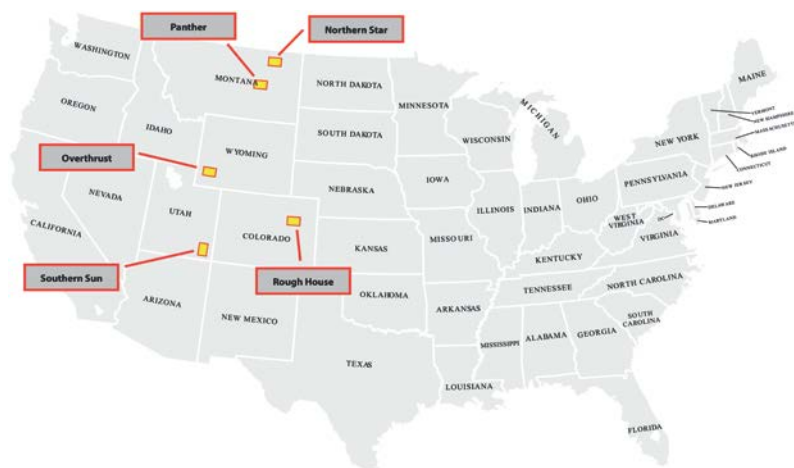 Panther
Northern Star
WASHINGTON
MONTANA
NORTH DAKOTA
MINNESOTA
MICHIGAN
MAINE
OREGON
IDAHO
VERMONT
NEW HAMPSHIRE
MASSACHUSETTS
SOUTH DAKOTA
WISCONSIN
NEW YORK
Overthrust
WYOMING
RHODE ISLAND
CONNECTICUT
NEVADA
NEBRASKA
IOWA
PENNSYLVANIA
NEW JERSEY
UTAH
ILLINOIS
INDIANA
OHIO
DELAWARE
CALIFORNIA
COLORADO
KANSAS
MISSOURI
WEST
VIRGINIA
DC
MARYLAND
VIRGINIA
KENTUCKY
Southern Sun
Rough House
ARIZONA
NEW MEXICO
OKLAHOMA
ARKANSAS
TENNESSEE
NORTH CAROLINA
SOUTH
CAROLINA
MISSISSIPPI
ALABAMA
GEORGIA
TEXAS
LOUISIANA
FLORIDA